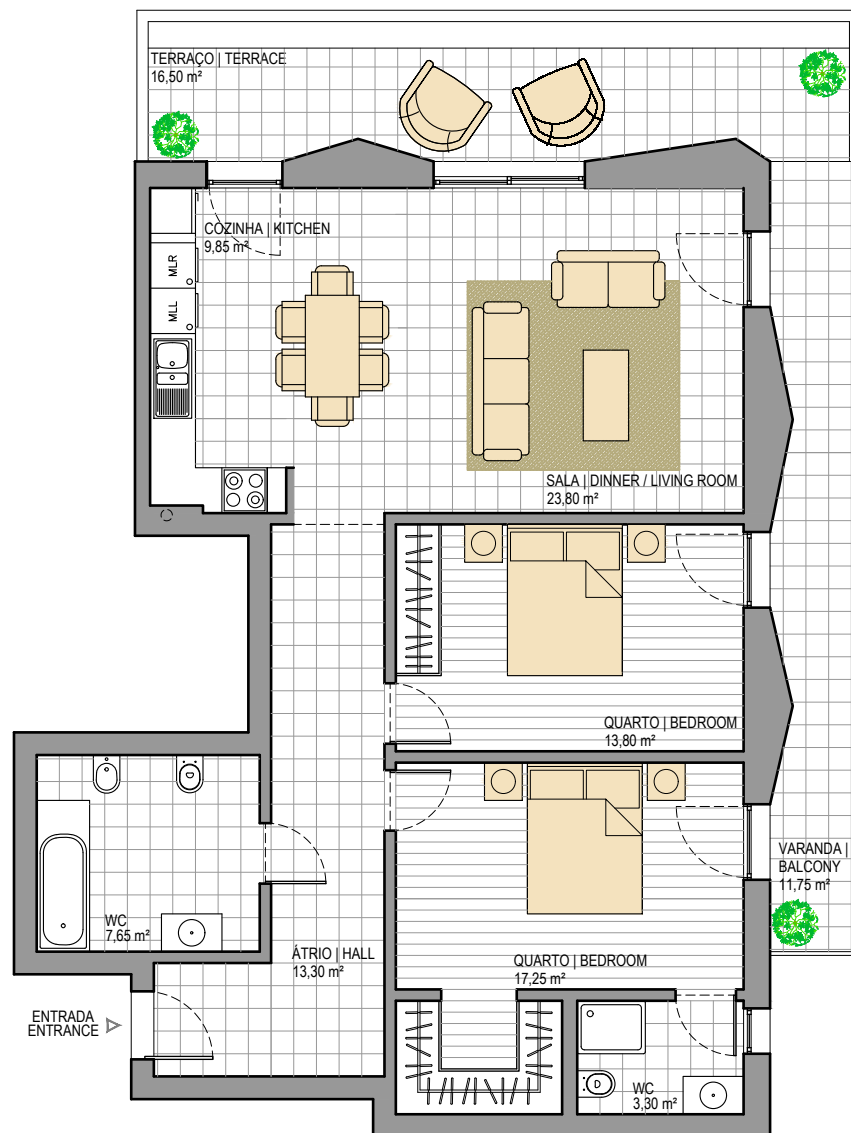 TERRAÇO | TERRACE
16,50 m²
COZINHA | KITCHEN
9,85 m²
MLR
MLL
SALA | DINNER / LIVING ROOM
23,80 m²
QUARTO | BEDROOM
13,80 m²
VARANDA |
BALCONY
11,75 m²
WC
7,65 m²
ÁTRIO | HALL
13,30 m²
QUARTO | BEDROOM
17,25 m²
ENTRADA
ENTRANCE
WC
3,30 m²